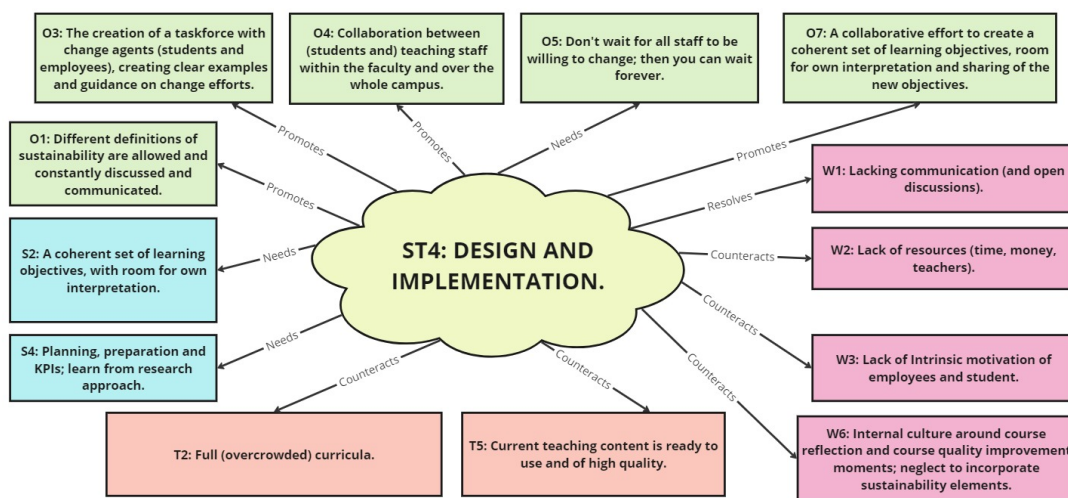 O3: The creation of a taskforce with
change agents (students and
employees), creating clear examples
and guidance on change efforts.
O4: Collaboration between
(students and) teaching staff
within the faculty and over the
whole campus.
O5: Don't wait for all staff to be
willing to change; then you can wait
forever.
O7: A collaborative effort to create a
coherent set of learning objectives, room
for own interpretation and sharing of the
new objectives.
Promotes
Promotes
Needs
Promotes
O1: Different definitions of
sustainability are allowed and
constantly discussed and
communicated.
Promotes
Resolves
W1: Lacking communication (and open
discussions).
S2: A coherent set of learning
objectives, with room for own
interpretation.
Needs
ST4: DESIGN AND
IMPLEMENTATION.
Counteracts
W2: Lack of resources (time, money,
teachers).
S4: Planning, preparation and
KPIs; learn from research
approach.
Needs
Counteracts
W3: Lack of Intrinsic motivation of
employees and student.
Counteracts
Counteracts
Counteracts
T2: Full (overcrowded) curricula.
T5: Current teaching content is ready to
use and of high quality.
W6: Internal culture around course
reflection and course quality improvement
moments; neglect to incorporate
sustainability elements.